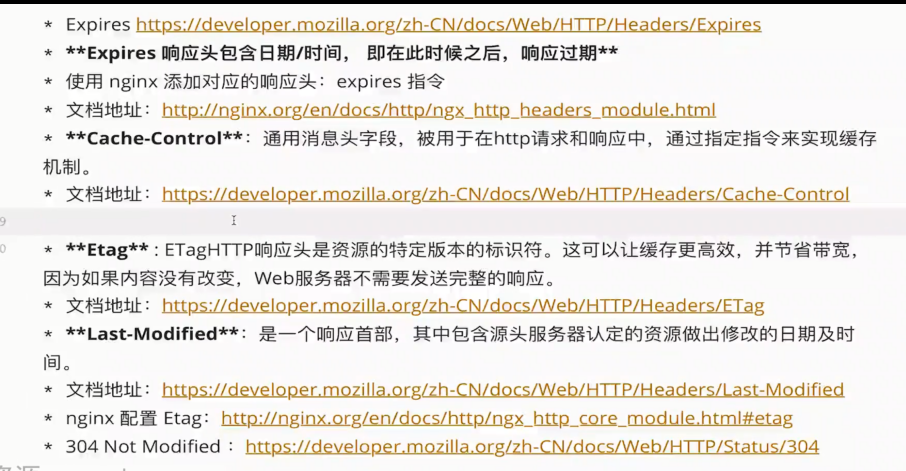 * Expires https://developer.mozilla.org/zh-CN/docs/Web/HTTP/Headers/Expires
* **Expires 响应头包含日期/时间， 即在此时候之后，响应过期**
* 使用 nginx 添加对应的响应头：expires 指令
* 文档地址：http://nginx.org/en/docs/http/ngx_http_headers_module.html
* **Cache-Control**：通用消息头字段，被用于在http请求和响应中，通过指定指令来实现缓存
机制。
* 文档地址：https://developer.mozilla.org/zh-CN/docs/Web/HTTP/Headers/Cache-Control
9
0 * **Etag** : ETagHTTP响应头是资源的特定版本的标识符。这可以让缓存更高效，并节省带宽，
因为如果内容没有改变，Web服务器不需要发送完整的响应。
* 文档地址：https://developer.mozilla.org/zh-CN/docs/Web/HTTP/Headers/ETag
* **Last-Modified**：是一个响应首部，其中包含源头服务器认定的资源做出修改的日期及时
间。
* 文档地址：https://developer.mozilla.org/zh-CN/docs/Web/HTTP/Headers/Last-Modified
* nginx 配置 Etag：http://nginx.org/en/docs/http/ngx_http_core_module.html#etag
* 304 Not Modified ：https://developer.mozilla.org/zh-CN/docs/Web/HTTP/Status/304